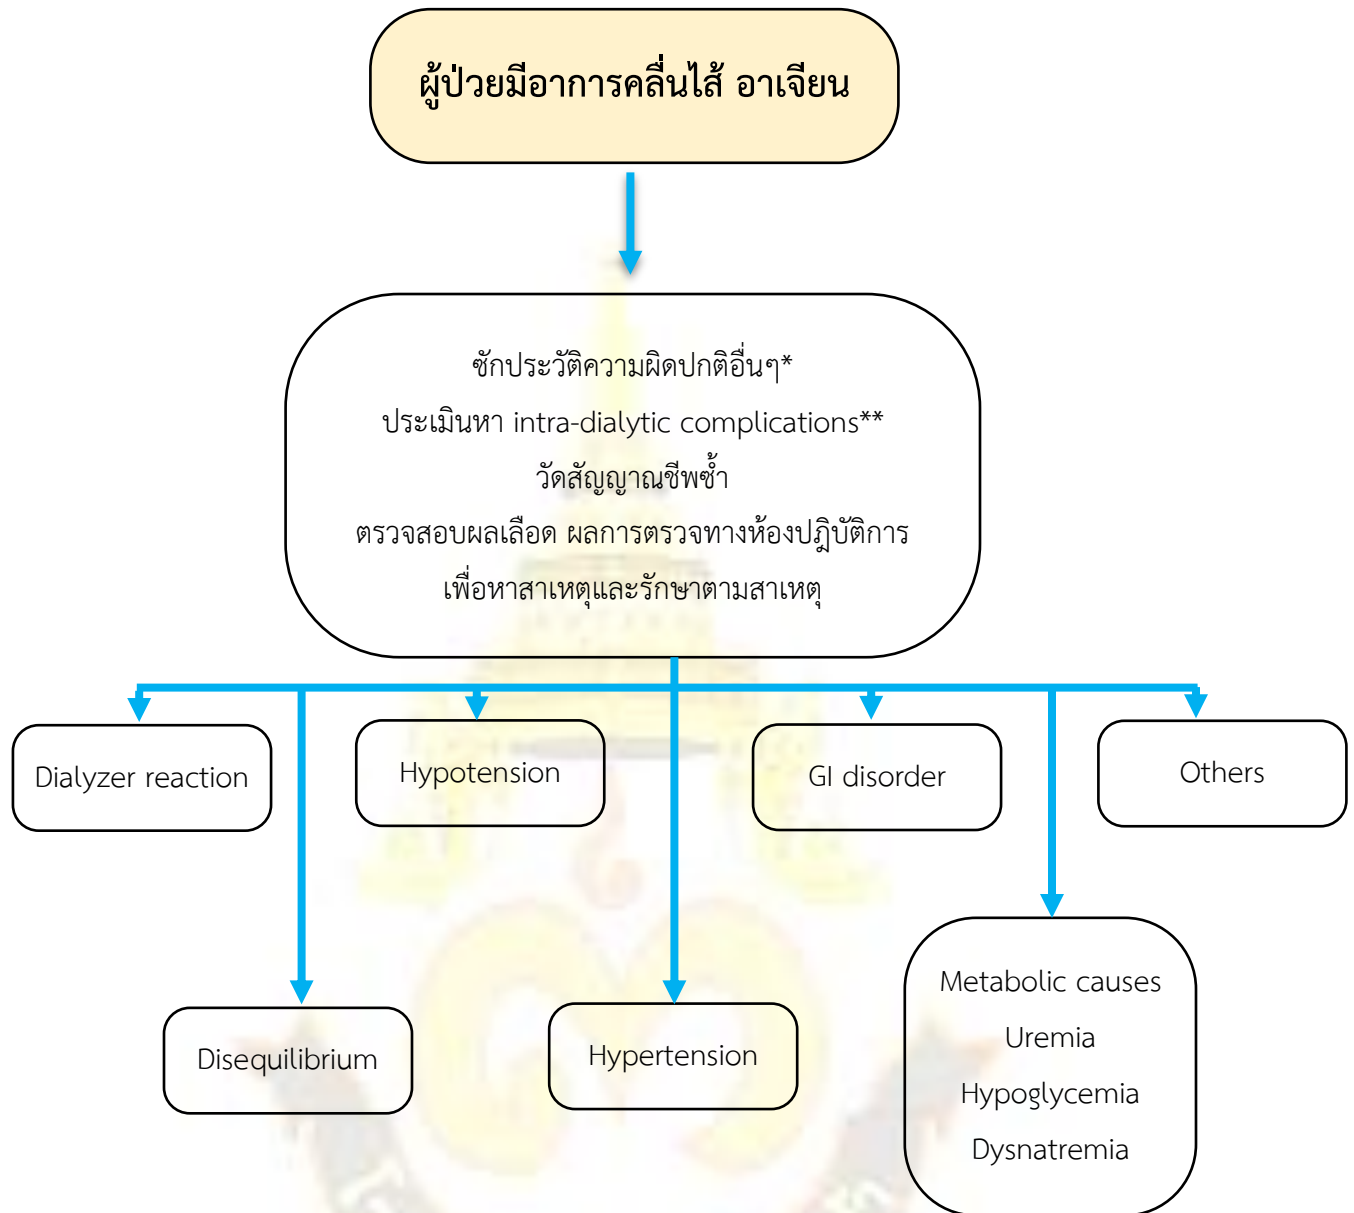 ผู้ป่วยมีอาการคลื่นไส้ อาเจียน
ซักประวัติความผิดปกติอื่นๆ*
ประเมินหา intra-dialytic complications**
วัดสัญญาณชีพซ้ำ
ตรวจสอบผลเลือด ผลการตรวจทางห้องปฎิบัติการ
เพื่อหาสาเหตุและรักษาตามสาเหตุ
Dialyzer reaction
Hypotension
GI disorder
Others
Disequilibrium
Hypertension
Metabolic causes
Uremia
Hypoglycemia
Dysnatremia